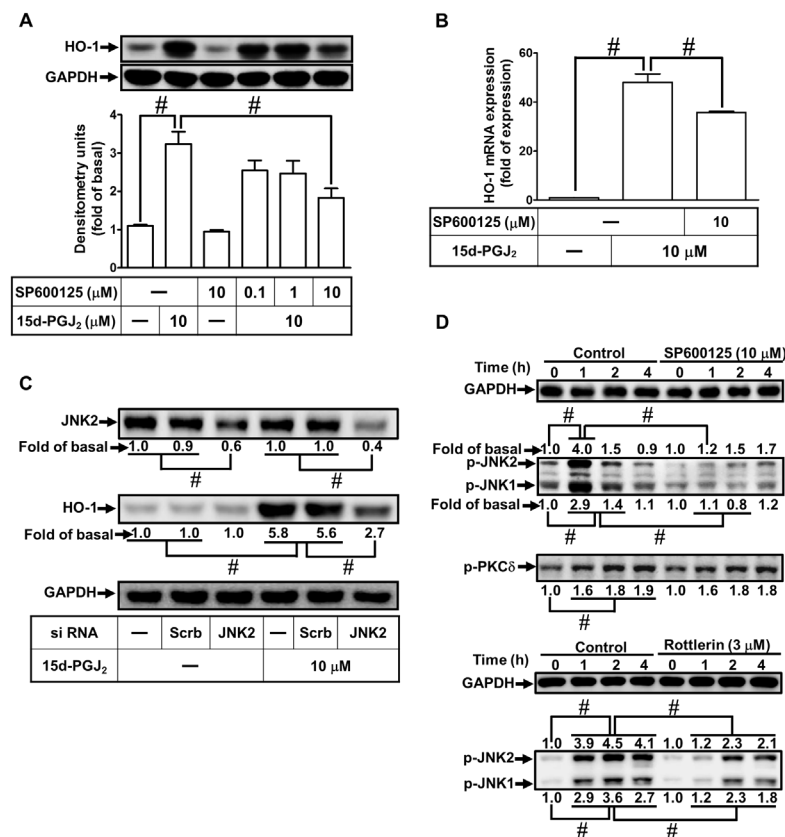 A
HO-1
GAPDH
# #
Densitometry units
(fold of basal)
4
3
2
1
0
SP600125 (μM) — 10 0.1 1 10
15d-PGJ2 (μM) — 10 — 10
B
# #
HO-1 mRNA expression
(fold of expression)
60
40
20
0
SP600125 (μM) — 10
15d-PGJ2 — 10 μM
C
JNK2
Fold of basal 1.0 0.9 0.6 1.0 1.0 0.4
# #
HO-1
Fold of basal 1.0 1.0 1.0 5.8 5.6 2.7
# #
GAPDH
si RNA — Scrb JNK2 — Scrb JNK2
15d-PGJ2 — 10 μM
D
Control SP600125 (10 μM)
Time (h) 0 1 2 4 0 1 2 4
GAPDH
# #
Fold of basal 1.0 4.0 1.5 0.9 1.0 1.2 1.5 1.7
p-JNK2
p-JNK1
Fold of basal 1.0 2.9 1.4 1.1 1.0 1.1 0.8 1.2
# #
p-PKCδ
1.0 1.6 1.8 1.9 1.0 1.6 1.8 1.8
#
Control Rottlerin (3 μM)
Time (h) 0 1 2 4 0 1 2 4
GAPDH
# #
1.0 3.9 4.5 4.1 1.0 1.2 2.3 2.1
p-JNK2
p-JNK1
1.0 2.9 3.6 2.7 1.0 1.2 2.3 1.8
# #